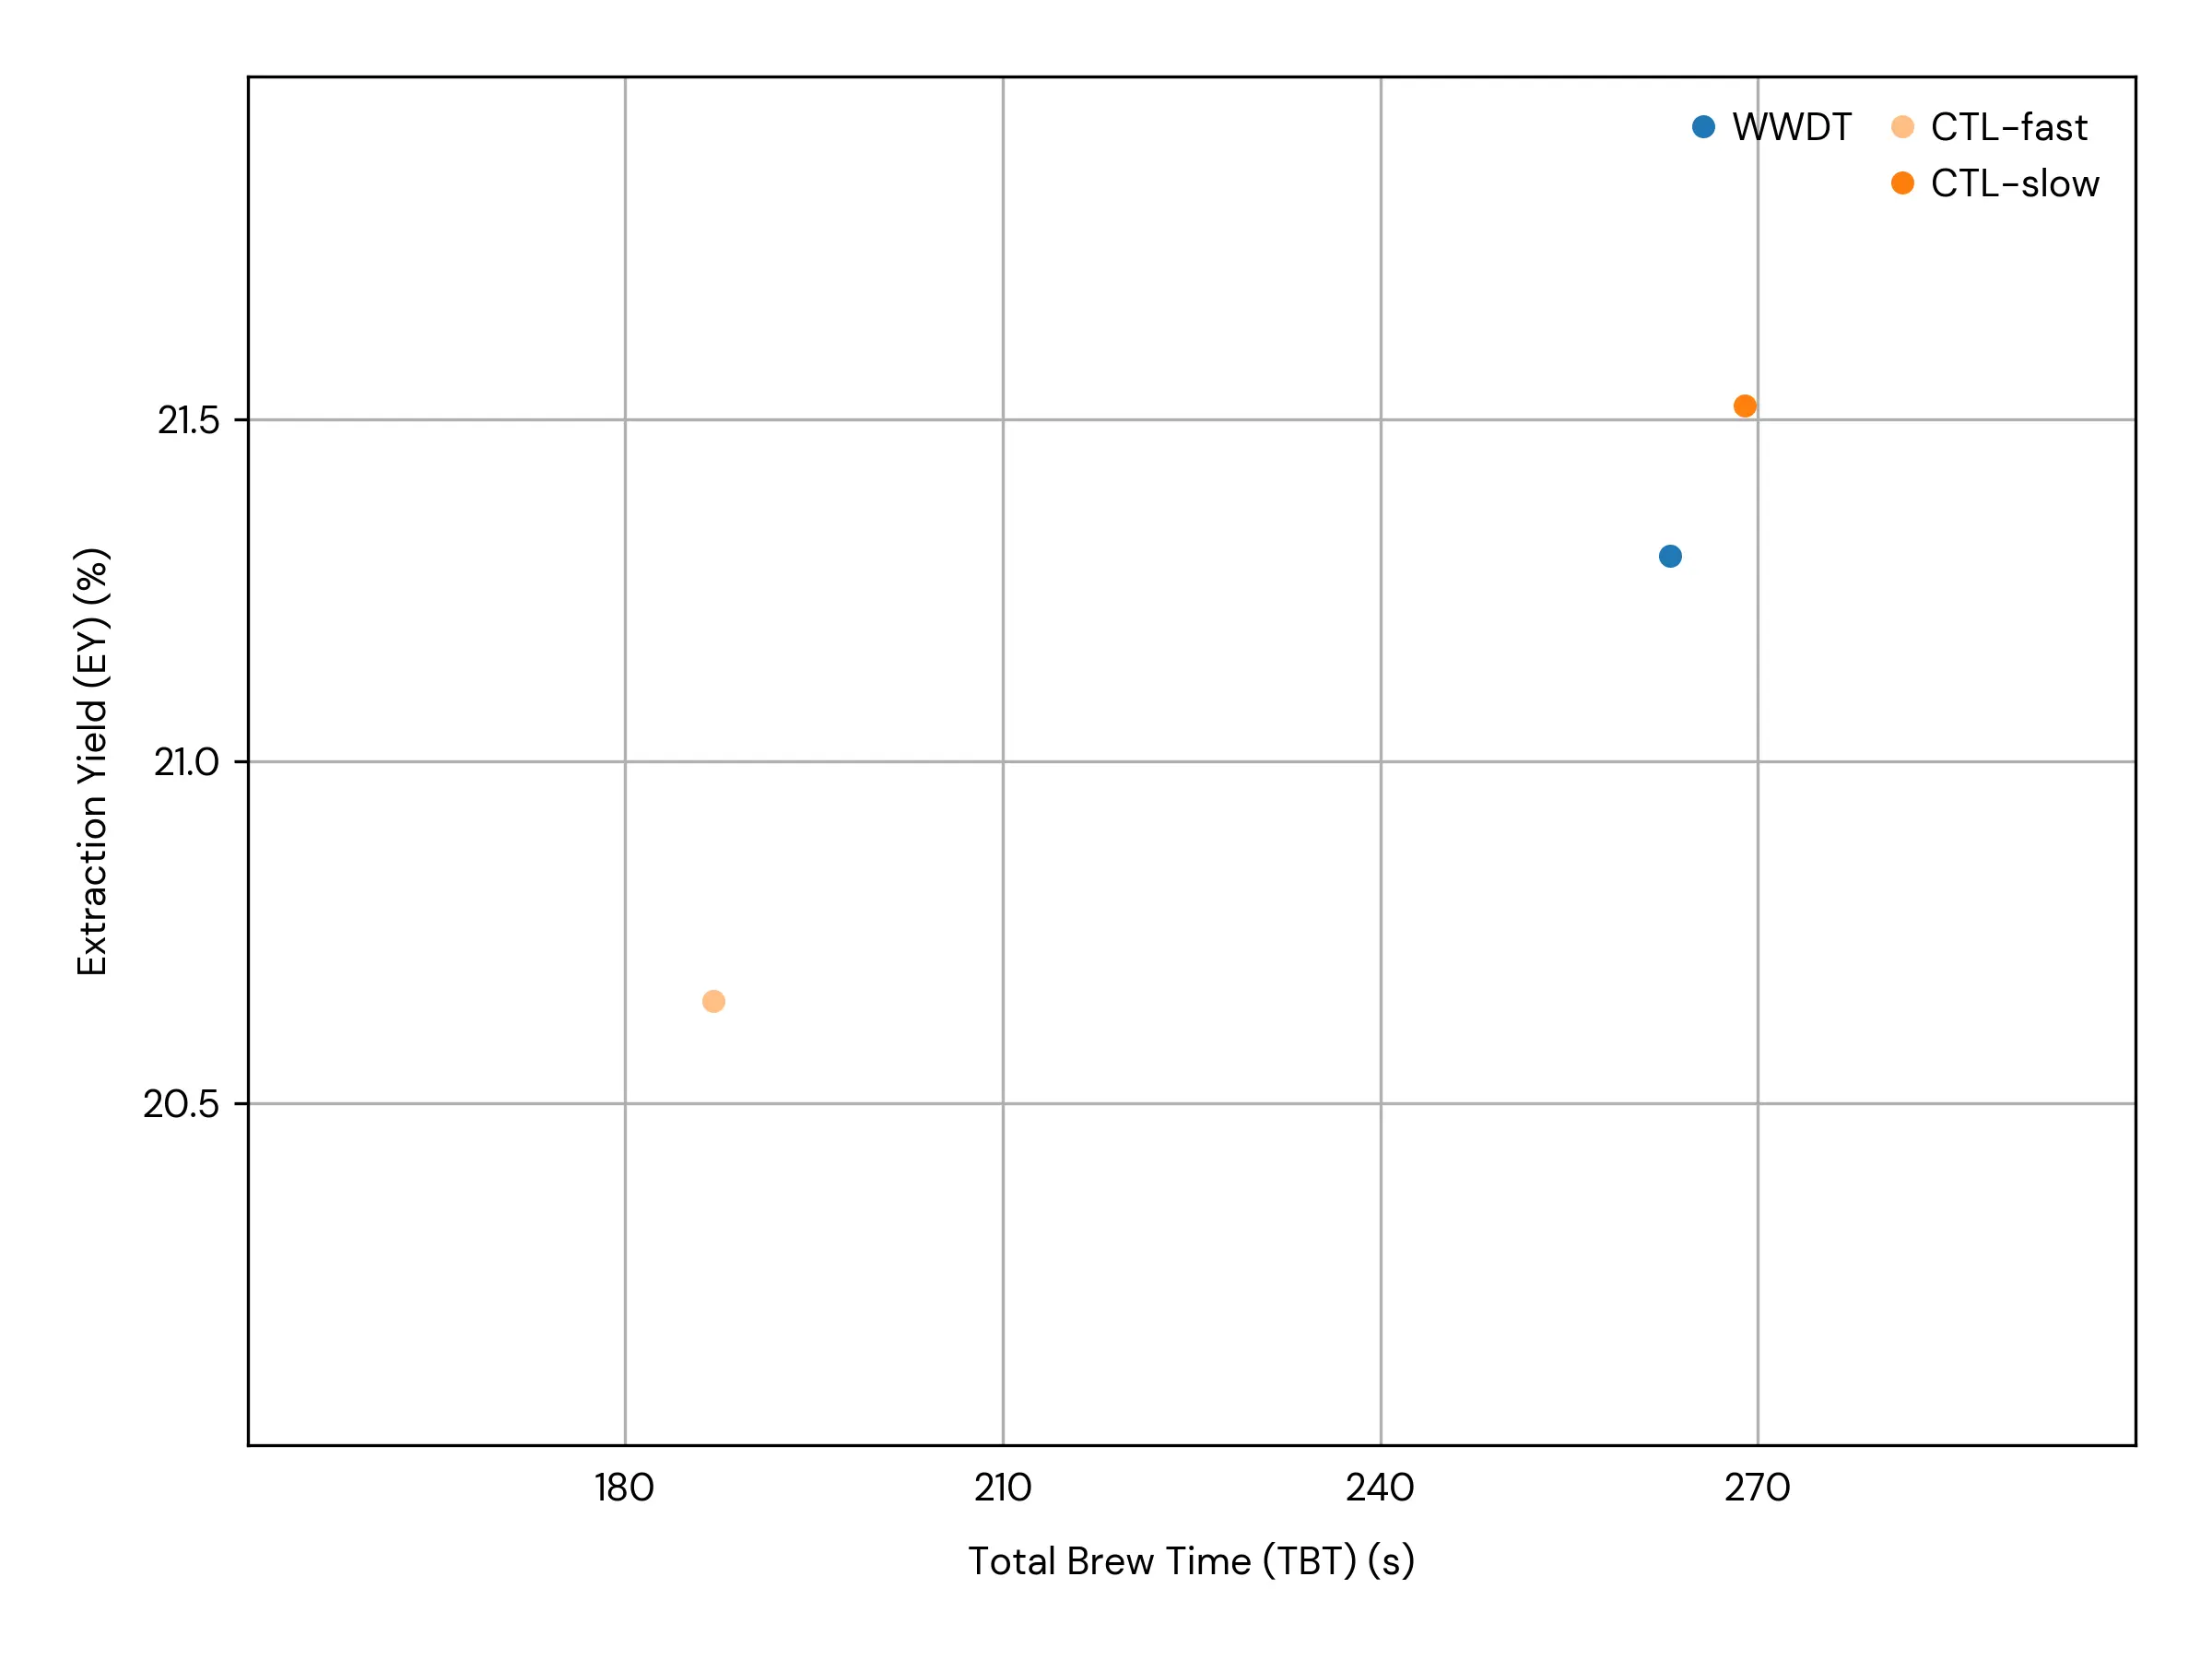 WWDT
CTL-fast
CTL-slow
21.5
21.0
20.5
Extraction Yield (EY) (%)
180
210
240
270
Total Brew Time (TBT) (s)